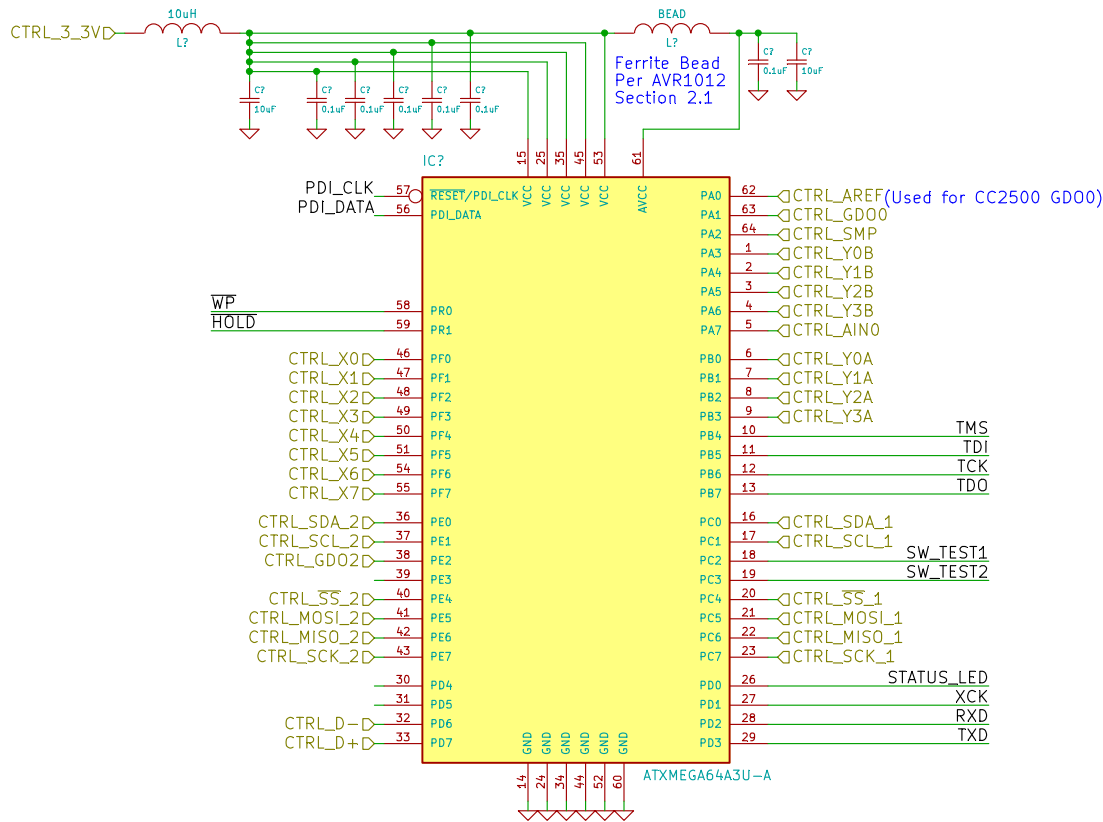 CTRL_3_3V
10uH
L?
BEAD
L?
Ferrite Bead
Per AVR1012
Section 2.1
C?
0.1uF
C?
10uF
C?
10uF
C?
0.1uF
C?
0.1uF
C?
0.1uF
C?
0.1uF
C?
0.1uF
IC?
15
25
35
45
53
61
VCC
VCC
VCC
VCC
VCC
AVCC
PDI_CLK 57 RESET/PDI_CLK
PDI_DATA 56 PDI_DATA
WP 58 PR0
HOLD 59 PR1
CTRL_X0 46 PF0
CTRL_X1 47 PF1
CTRL_X2 48 PF2
CTRL_X3 49 PF3
CTRL_X4 50 PF4
CTRL_X5 51 PF5
CTRL_X6 54 PF6
CTRL_X7 55 PF7
CTRL_SDA_2 36 PE0
CTRL_SCL_2 37 PE1
CTRL_GDO2 38 PE2
39 PE3
CTRL_SS_2 40 PE4
CTRL_MOSI_2 41 PE5
CTRL_MISO_2 42 PE6
CTRL_SCK_2 43 PE7
30 PD4
31 PD5
CTRL_D- 32 PD6
CTRL_D+ 33 PD7
PA0 62 CTRL_AREF (Used for CC2500 GDO0)
PA1 63 CTRL_GDO0
PA2 64 CTRL_SMP
PA3 1 CTRL_Y0B
PA4 2 CTRL_Y1B
PA5 3 CTRL_Y2B
PA6 4 CTRL_Y3B
PA7 5 CTRL_AIN0
PB0 6 CTRL_Y0A
PB1 7 CTRL_Y1A
PB2 8 CTRL_Y2A
PB3 9 CTRL_Y3A
PB4 10 TMS
PB5 11 TDI
PB6 12 TCK
PB7 13 TDO
PC0 16 CTRL_SDA_1
PC1 17 CTRL_SCL_1
PC2 18 SW_TEST1
PC3 19 SW_TEST2
PC4 20 CTRL_SS_1
PC5 21 CTRL_MOSI_1
PC6 22 CTRL_MISO_1
PC7 23 CTRL_SCK_1
PD0 26 STATUS_LED
PD1 27 XCK
PD2 28 RXD
PD3 29 TXD
GND
GND
GND
GND
GND
GND
14
24
34
44
52
60
ATXMEGA64A3U-A